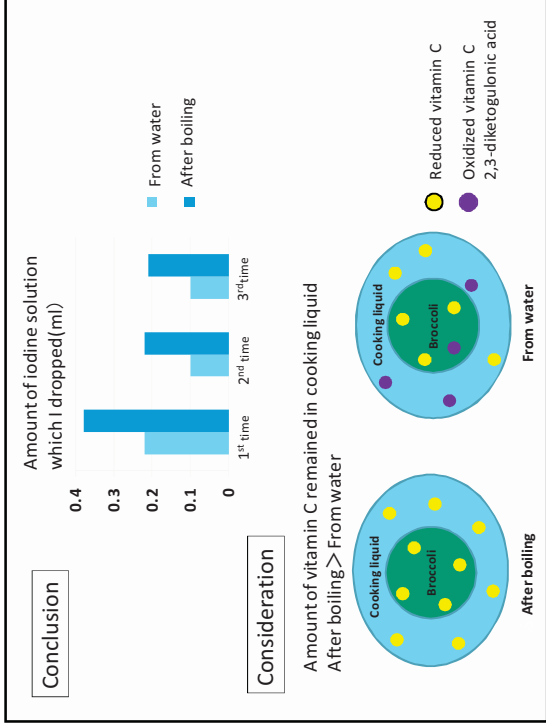 Conclusion
Amount of iodine solution
which I dropped(ml)
0.4
0.3
0.2
0.1
0
1st time
2nd time
3rd time
From water
After boiling
Consideration
Amount of vitamin C remained in cooking liquid
After boiling＞From water
Cooking liquid
Broccoli
After boiling
Cooking liquid
Broccoli
From water
Reduced vitamin C
Oxidized vitamin C
2,3-diketogulonic acid